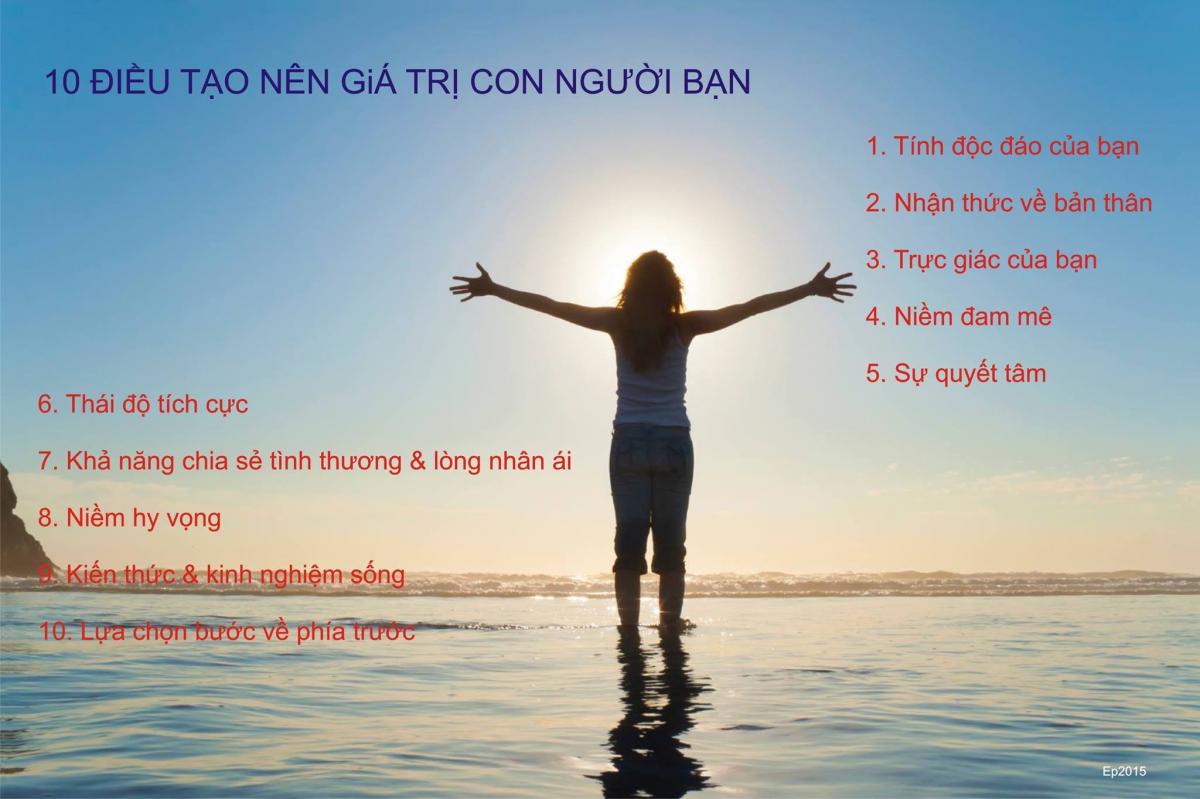 10 ĐIỀU TẠO NÊN GiÁ TRỊ CON NGƯỜI BẠN
1. Tính độc đáo của bạn
2. Nhận thức về bản thân
3. Trực giác của bạn
4. Niềm đam mê
5. Sự quyết tâm
6. Thái độ tích cực
7. Khả năng chia sẻ tình thương & lòng nhân ái
8. Niềm hy vọng
9. Kiến thức & kinh nghiệm sống
10. Lựa chọn bước về phía trước
Ep2015